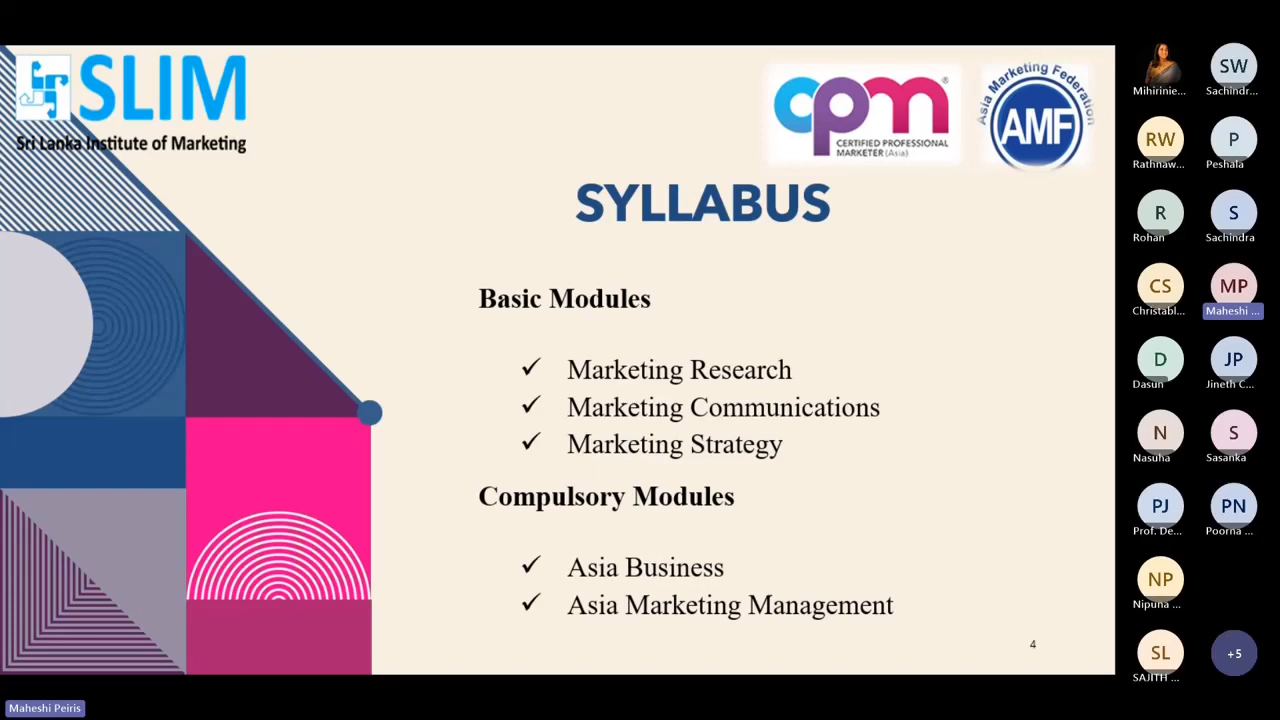 SLIM
Sri Lanka Institute of Marketing
cpm®
CERTIFIED PROFESSIONAL
MARKETER (Asia)
Asia Marketing Federation
AMF
SYLLABUS
Basic Modules
✓ Marketing Research
✓ Marketing Communications
✓ Marketing Strategy
Compulsory Modules
✓ Asia Business
✓ Asia Marketing Management
4
Mihirinie...
SW
Sachindr...
RW
Rathnaw...
P
Peshala
R
Rohan
S
Sachindra
CS
Christabl...
MP
Maheshi ...
D
Dasun
JP
Jineth C...
N
Nasuha
S
Sasanka
PJ
Prof. De...
PN
Poorna ...
NP
Nipuna ...
SL
SAJITH ...
+5
Maheshi Peiris